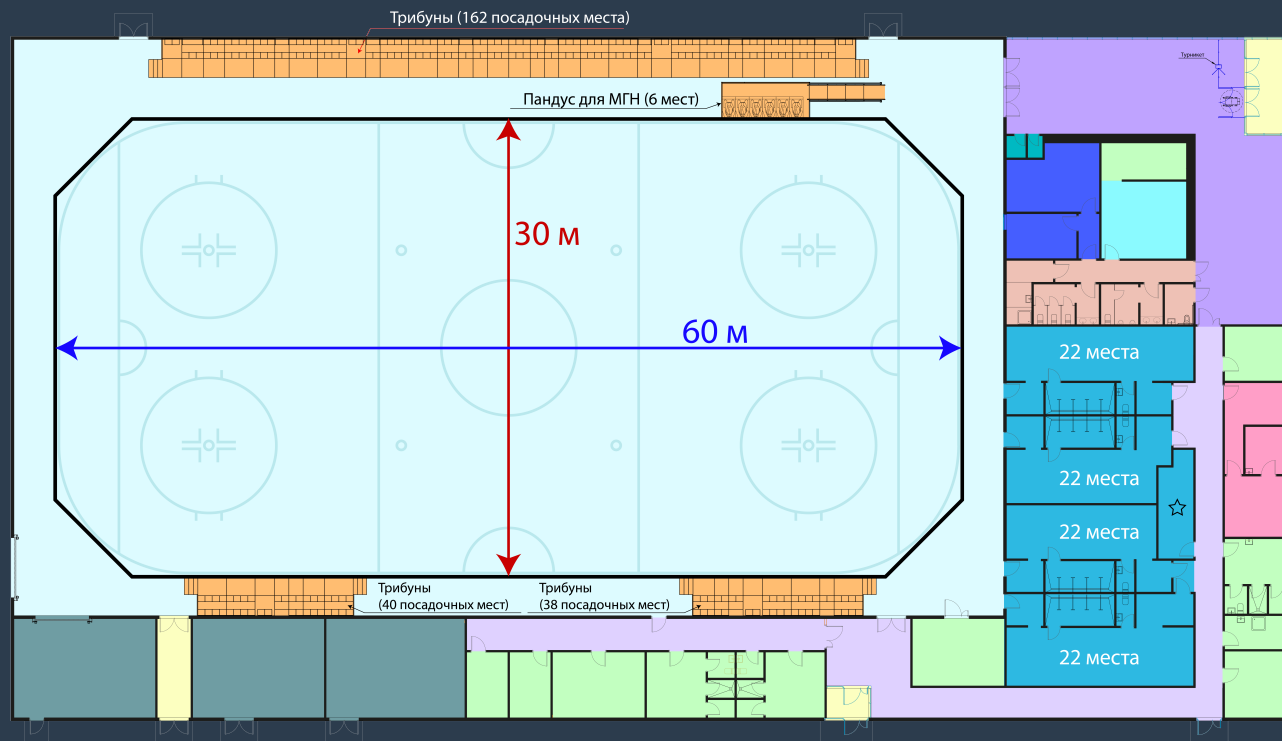 Трибуны (162 посадочных места)
Турникет
Пандус для МГН (6 мест)
30 м
60 м
22 места
22 места
22 места
Трибуны
(40 посадочных мест)
Трибуны
(38 посадочных мест)
22 места